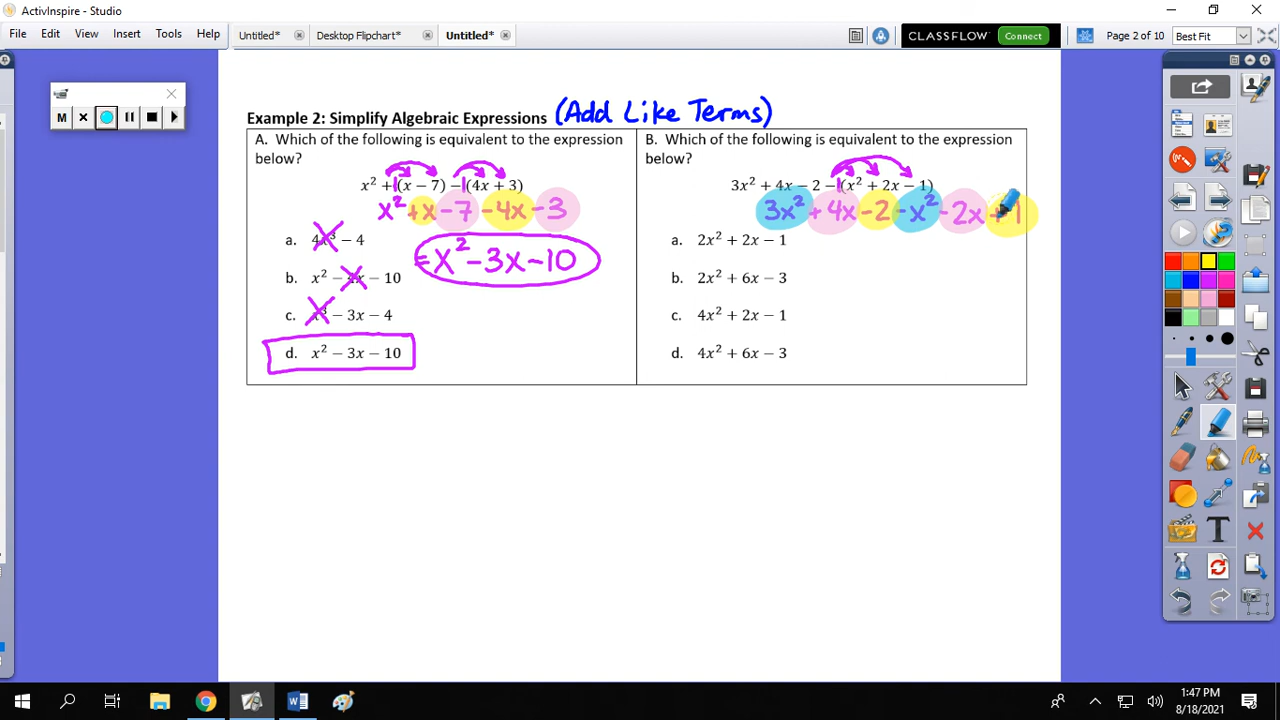 ActivInspire - Studio
File Edit View Insert Tools Help
Untitled* Desktop Flipchart* Untitled*
CLASSFLOW Connect
Page 2 of 10 Best Fit
M
Example 2: Simplify Algebraic Expressions (Add Like Terms)
A. Which of the following is equivalent to the expression below?
x² + 1(x − 7) − 1(4x + 3)
x² + x − 7 − 4x − 3
= x² − 3x − 10
a. 4x³ − 4
b. x² − 4x − 10
c. x³ − 3x − 4
d. x² − 3x − 10
B. Which of the following is equivalent to the expression below?
3x² + 4x − 2 − 1(x² + 2x − 1)
3x² + 4x − 2 − x² − 2x + 1
a. 2x² + 2x − 1
b. 2x² + 6x − 3
c. 4x² + 2x − 1
d. 4x² + 6x − 3
T
1:47 PM
8/18/2021